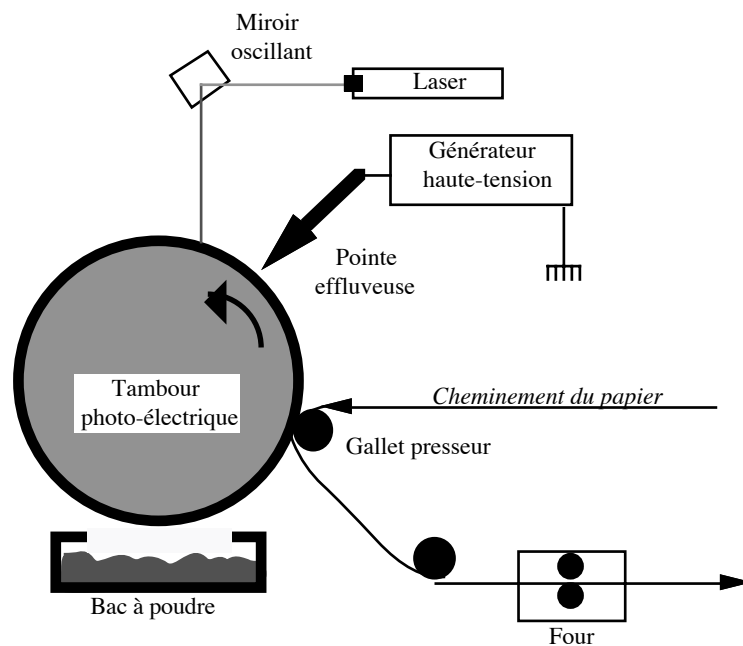 Miroir
oscillant
Laser
Générateur
haute-tension
Pointe
effluveuse
Tambour
photo-électrique
Cheminement du papier
Gallet presseur
Bac à poudre
Four